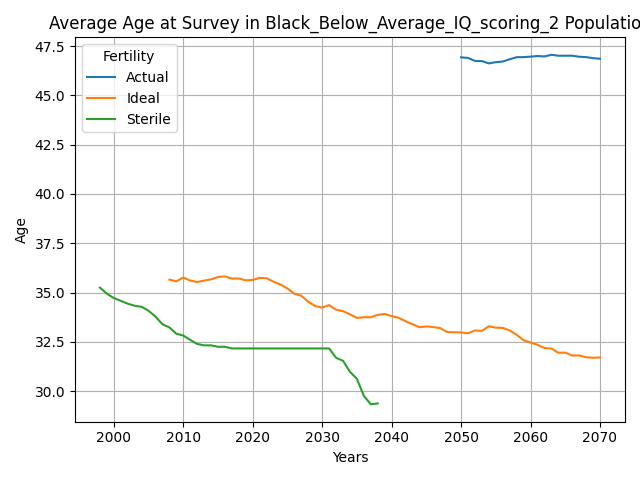 Average Age at Survey in Black_Below_Average_IQ_scoring_2 Populatio
Fertility
Actual
Ideal
Sterile
47.5
45.0
42.5
40.0
37.5
35.0
32.5
30.0
Age
2000 2010 2020 2030 2040 2050 2060 2070
Years